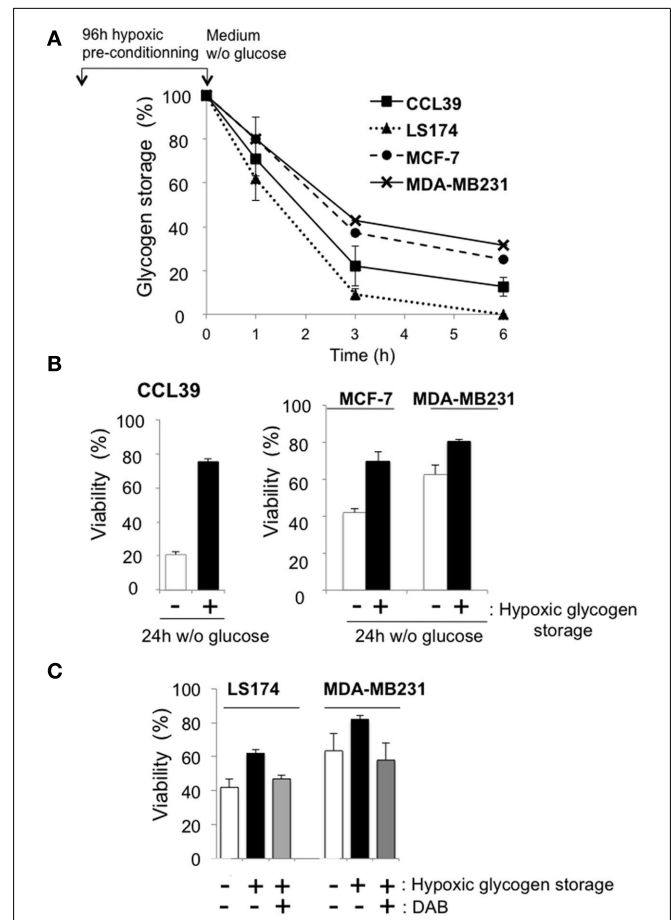 A
96h hypoxic
pre-conditionning
Medium
w/o glucose
Glycogen storage (%)
100
80
60
40
20
0
CCL39
LS174
MCF-7
MDA-MB231
0 1 2 3 4 5 6
Time (h)
B
CCL39
Viability (%)
100
80
60
40
20
0
- +
24h w/o glucose
MCF-7 MDA-MB231
Viability (%)
100
80
60
40
20
0
- + - + : Hypoxic glycogen
storage
24h w/o glucose
C
LS174 MDA-MB231
Viability (%)
100
80
60
40
20
0
- + + - + + : Hypoxic glycogen storage
- - + - - + : DAB